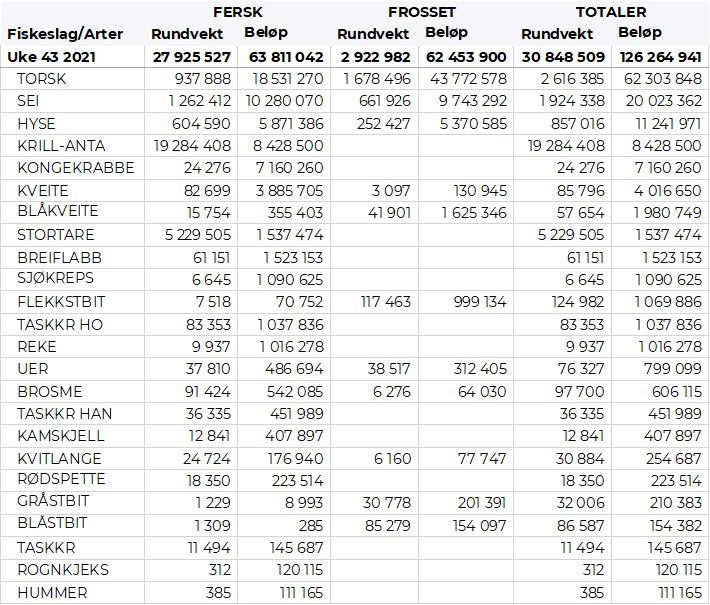 FERSK FROSSET TOTALER
Fiskeslag/Arter Rundvekt Beløp Rundvekt Beløp Rundvekt Beløp
Uke 43 2021 27 925 527 63 811 042 2 922 982 62 453 900 30 848 509 126 264 941
TORSK 937 888 18 531 270 1 678 496 43 772 578 2 616 385 62 303 848
SEI 1 262 412 10 280 070 661 926 9 743 292 1 924 338 20 023 362
HYSE 604 590 5 871 386 252 427 5 370 585 857 016 11 241 971
KRILL-ANTA 19 284 408 8 428 500 19 284 408 8 428 500
KONGEKRABBE 24 276 7 160 260 24 276 7 160 260
KVEITE 82 699 3 885 705 3 097 130 945 85 796 4 016 650
BLÅKVEITE 15 754 355 403 41 901 1 625 346 57 654 1 980 749
STORTARE 5 229 505 1 537 474 5 229 505 1 537 474
BREIFLABB 61 151 1 523 153 61 151 1 523 153
SJØKREPS 6 645 1 090 625 6 645 1 090 625
FLEKKSTBIT 7 518 70 752 117 463 999 134 124 982 1 069 886
TASKKR HO 83 353 1 037 836 83 353 1 037 836
REKE 9 937 1 016 278 9 937 1 016 278
UER 37 810 486 694 38 517 312 405 76 327 799 099
BROSME 91 424 542 085 6 276 64 030 97 700 606 115
TASKKR HAN 36 335 451 989 36 335 451 989
KAMSKJELL 12 841 407 897 12 841 407 897
KVITLANGE 24 724 176 940 6 160 77 747 30 884 254 687
RØDSPETTE 18 350 223 514 18 350 223 514
GRÅSTBIT 1 229 8 993 30 778 201 391 32 006 210 383
BLÅSTBIT 1 309 285 85 279 154 097 86 587 154 382
TASKKR 11 494 145 687 11 494 145 687
ROGNKJEKS 312 120 115 312 120 115
HUMMER 385 111 165 385 111 165